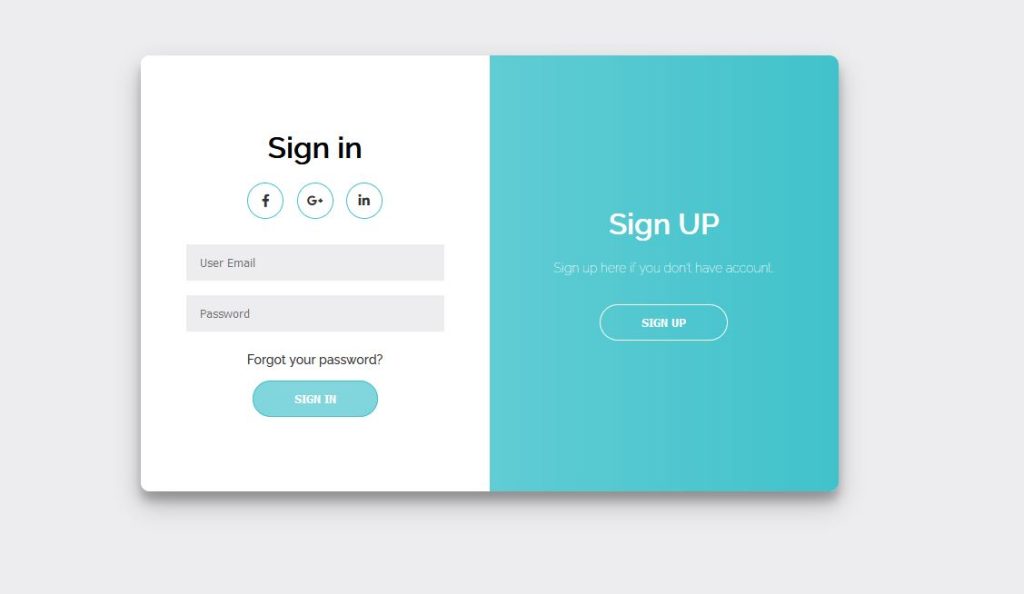 Sign in
f G+ in
User Email
Password
Forgot your password?
SIGN IN
Sign UP
Sign up here if you don't have account.
SIGN UP